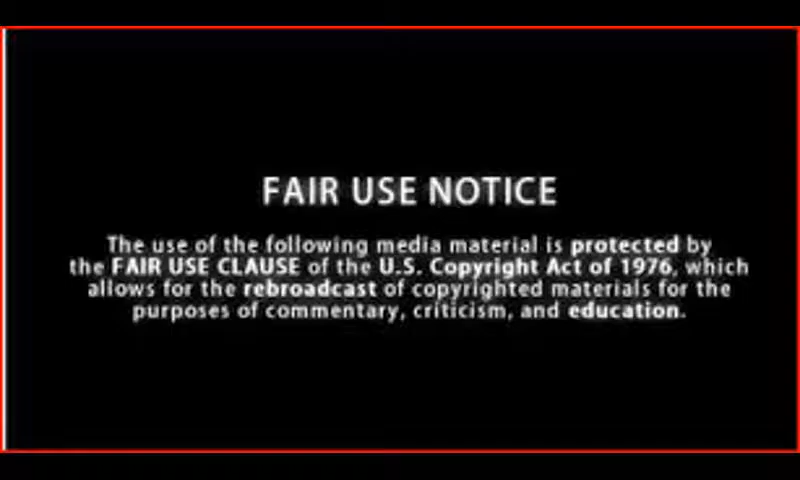 FAIR USE NOTICE
The use of the following media material is protected by
the FAIR USE CLAUSE of the U.S. Copyright Act of 1976, which
allows for the rebroadcast of copyrighted materials for the
purposes of commentary, criticism, and education.